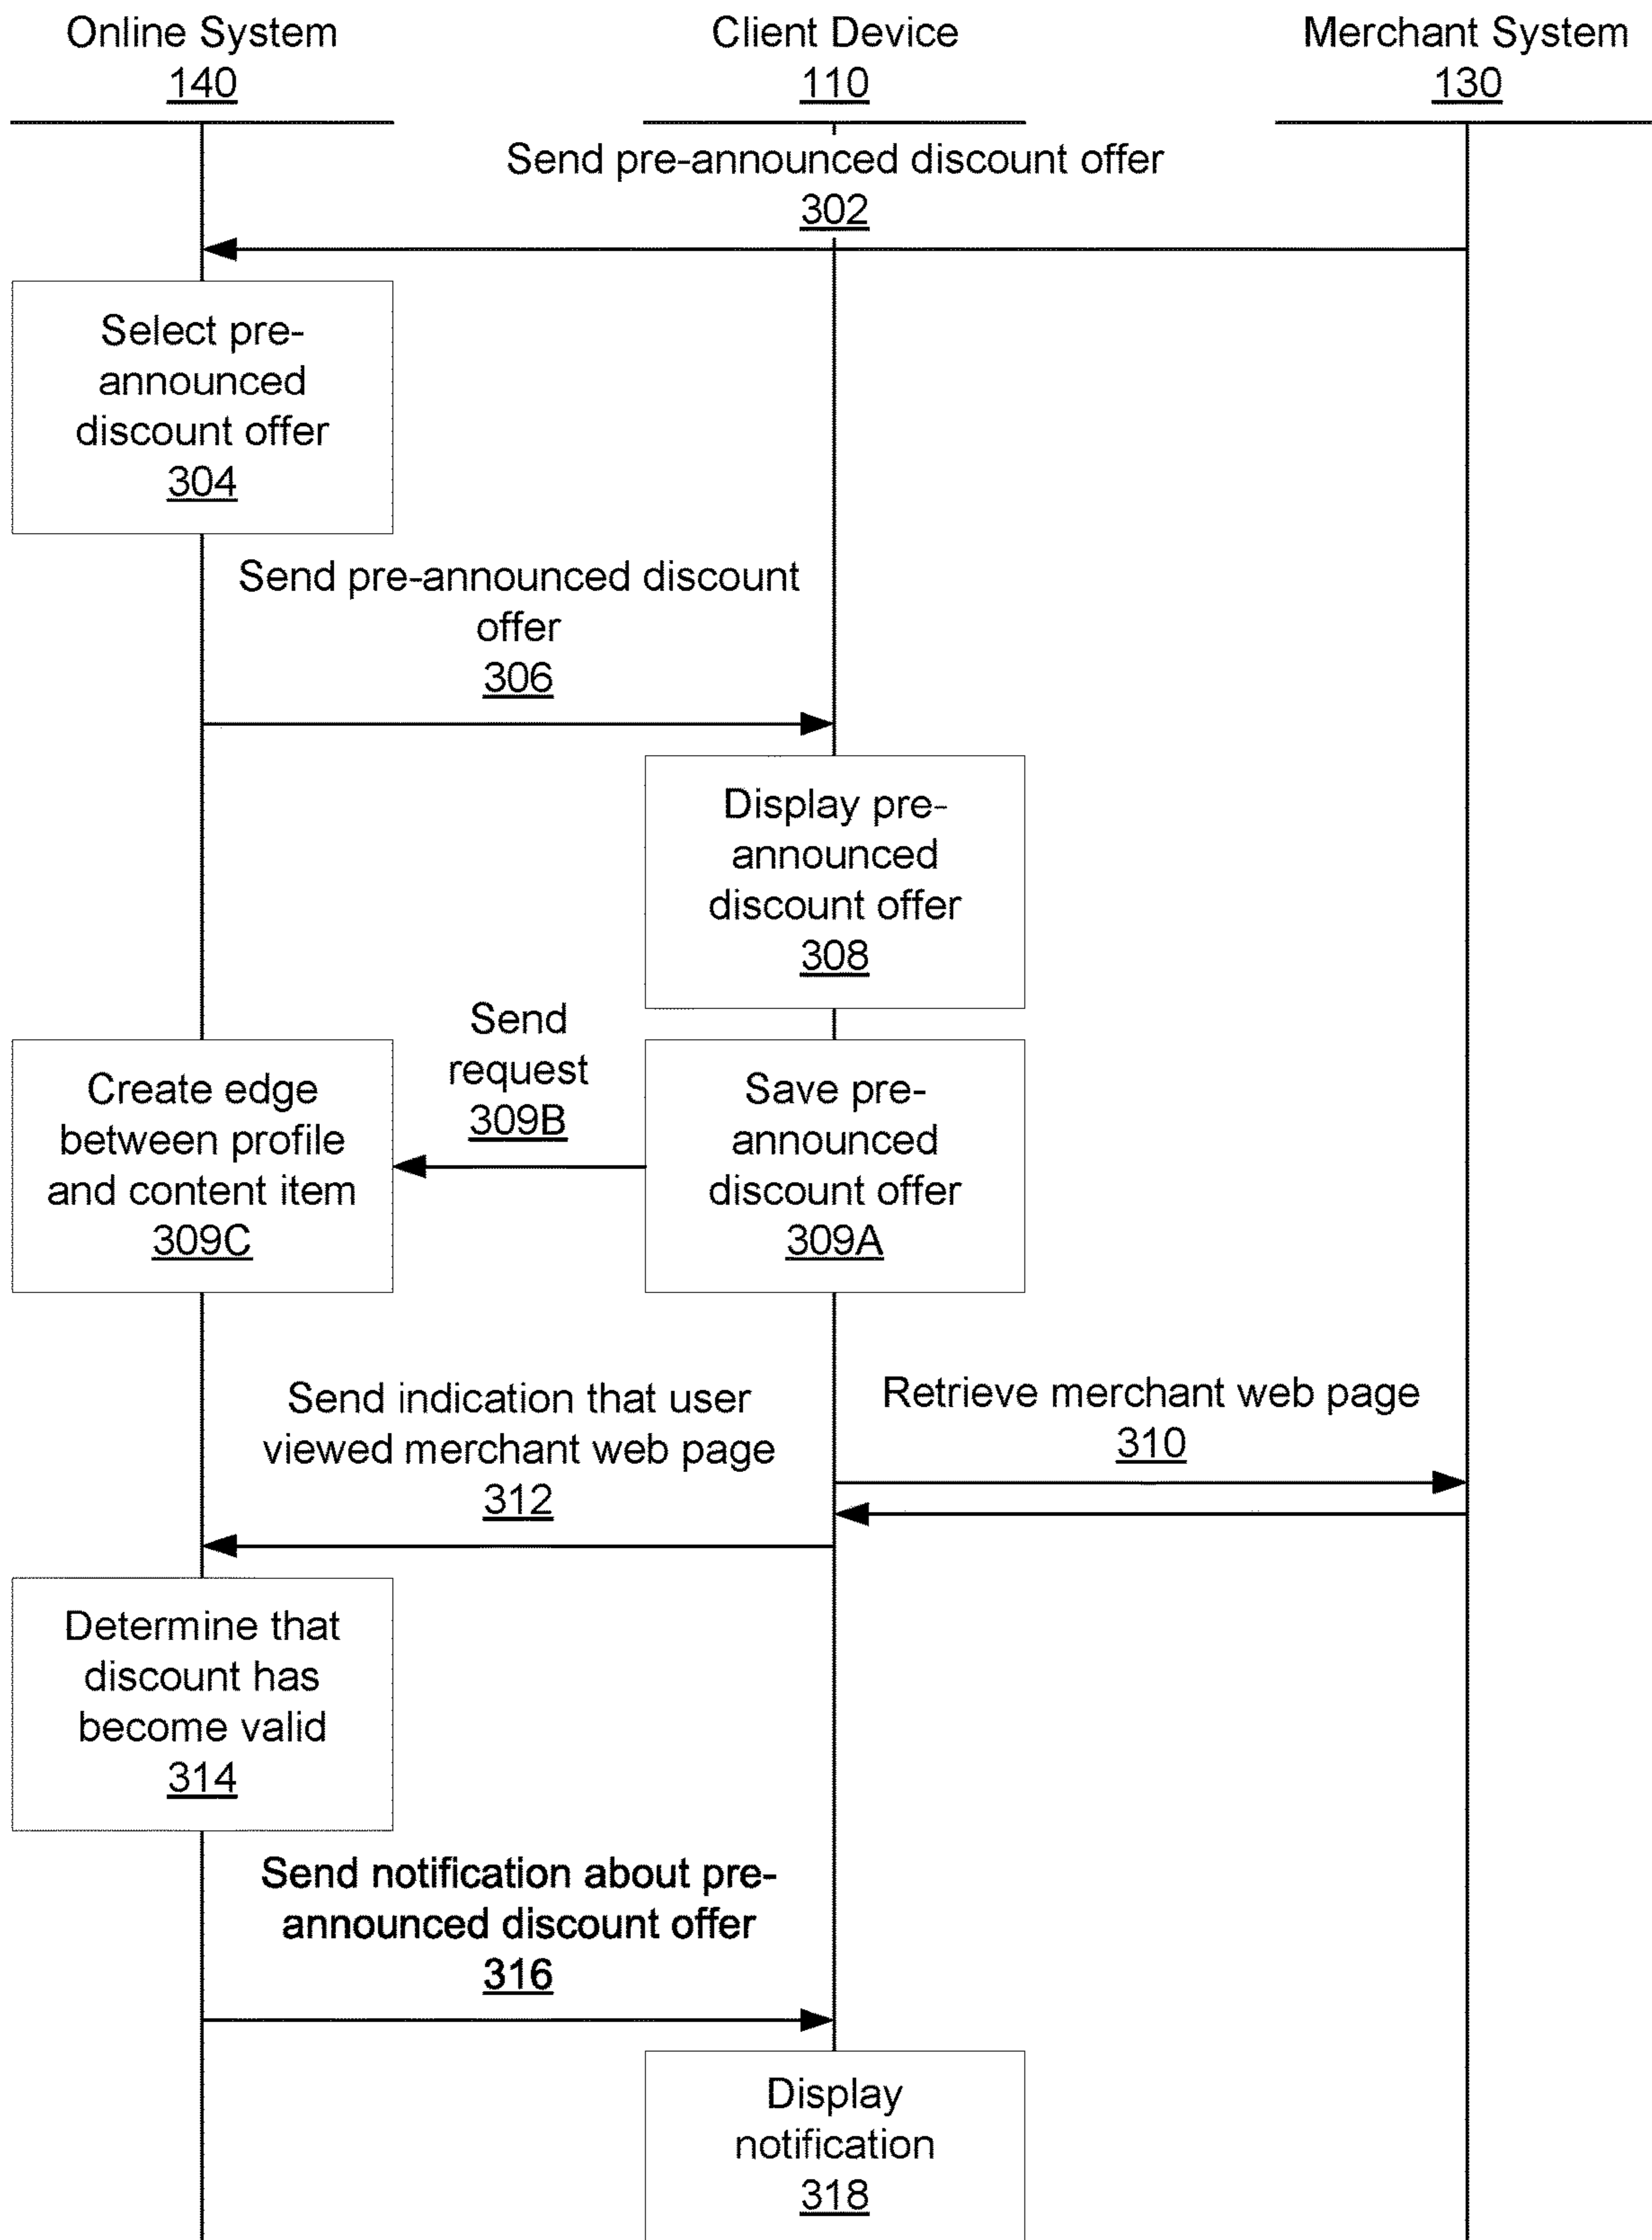 Online System
140
Client Device
110
Merchant System
130
Send pre-announced discount offer
302
Select pre-
announced
discount offer
304
Send pre-announced discount
offer
306
Display pre-
announced
discount offer
308
Send
request
309B
Create edge
between profile
and content item
309C
Save pre-
announced
discount offer
309A
Send indication that user
viewed merchant web page
312
Retrieve merchant web page
310
Determine that
discount has
become valid
314
Send notification about pre-
announced discount offer
316
Display
notification
318